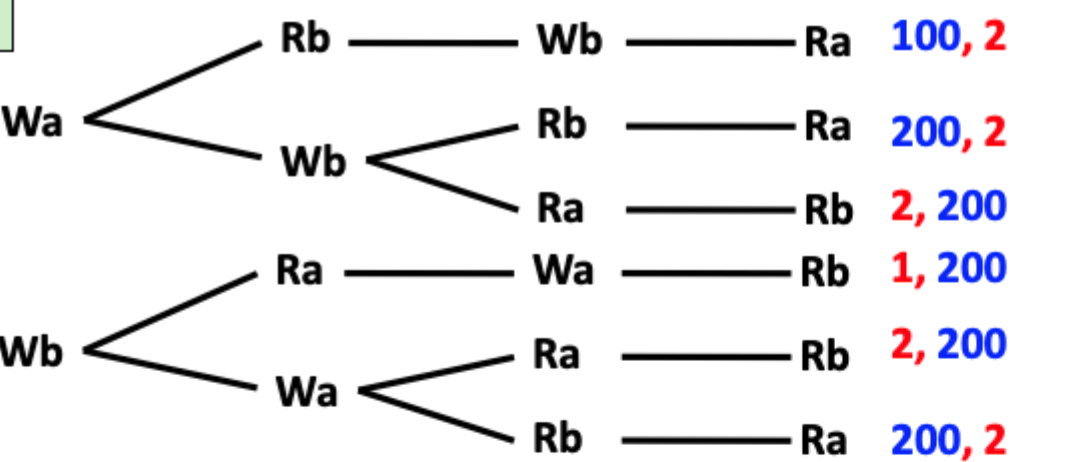 Rb Wb Ra 100, 2
Wa
Rb Ra 200, 2
Wb
Ra Rb 2, 200
Ra Wa Rb 1, 200
Wb
Ra Rb 2, 200
Wa
Rb Ra 200, 2